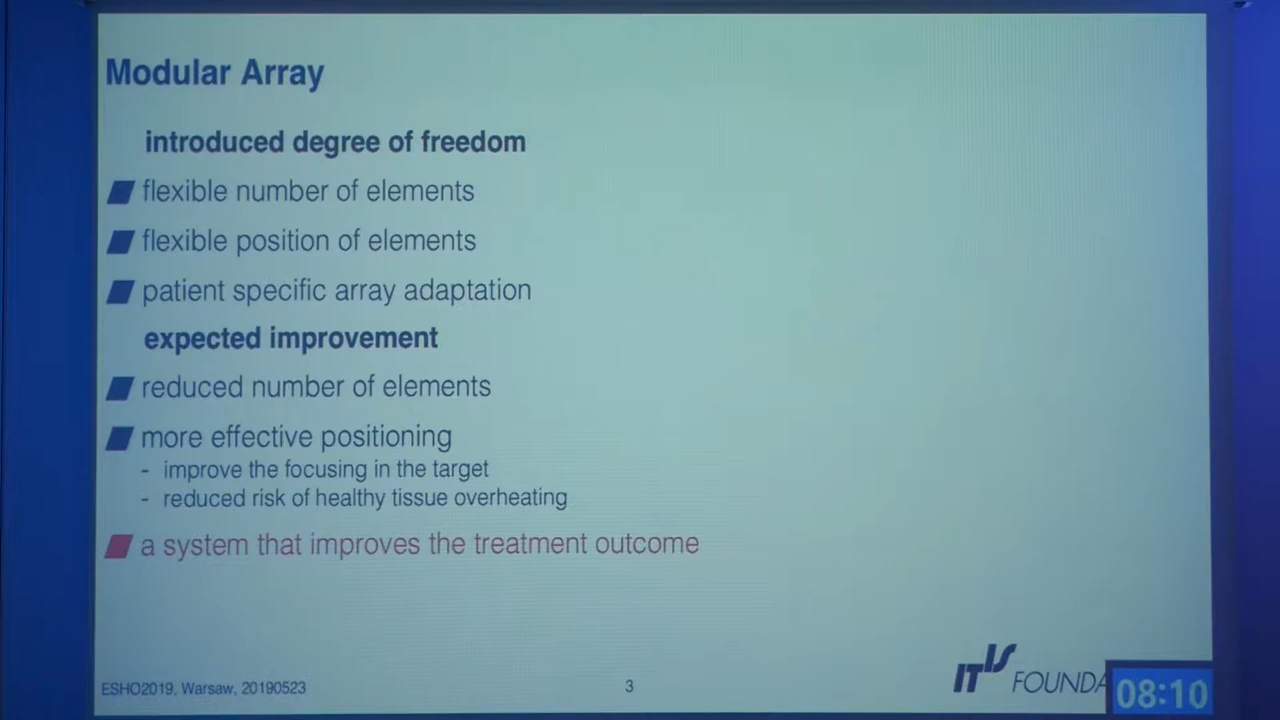 Modular Array
introduced degree of freedom
flexible number of elements
flexible position of elements
patient specific array adaptation
expected improvement
reduced number of elements
more effective positioning
- improve the focusing in the target
- reduced risk of healthy tissue overheating
a system that improves the treatment outcome
ESHO2019, Warsaw, 20190523
3
IT'IS FOUNDA
08:10